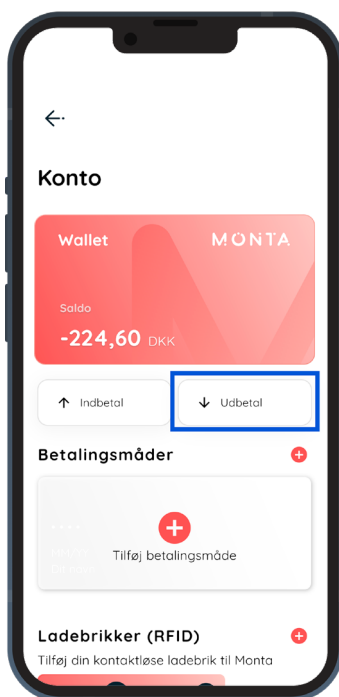 Konto
Wallet MONTA
Saldo
-224,60 DKK
Indbetal Udbetal
Betalingsmåder
Tilføj betalingsmåde
Ladebrikker (RFID)
Tilføj din kontaktløse ladebrik til Monta